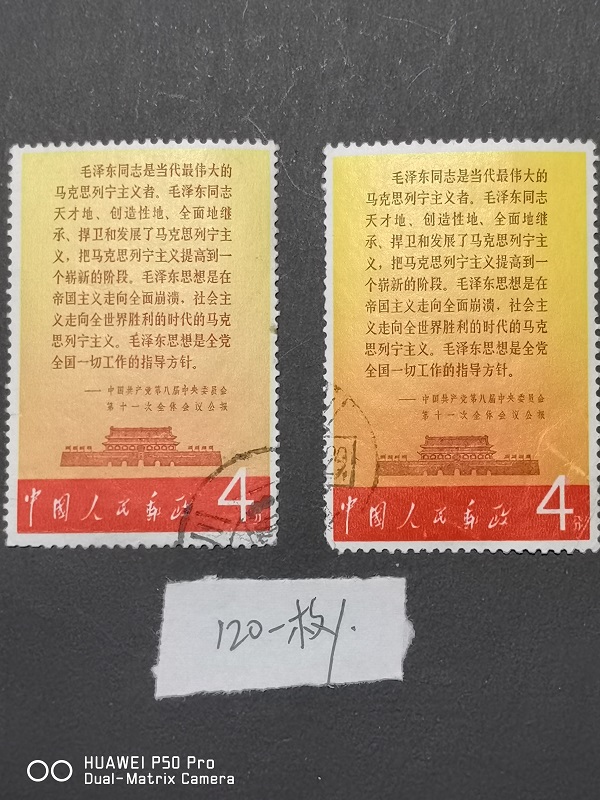 毛泽东同志是当代最伟大的
马克思列宁主义者。毛泽东同志
天才地、创造性地、全面地继
承、捍卫和发展了马克思列宁主
义，把马克思列宁主义提高到一
个崭新的阶段。毛泽东思想是在
帝国主义走向全面崩溃，社会主
义走向全世界胜利的时代的马克
思列宁主义。毛泽东思想是全党
全国一切工作的指导方针。
——中国共产党第八届中央委员会
第十一次全体会议公报
中国人民邮政 4分
毛泽东同志是当代最伟大的
马克思列宁主义者。毛泽东同志
天才地、创造性地、全面地继
承、捍卫和发展了马克思列宁主
义，把马克思列宁主义提高到一
个崭新的阶段。毛泽东思想是在
帝国主义走向全面崩溃，社会主
义走向全世界胜利的时代的马克
思列宁主义。毛泽东思想是全党
全国一切工作的指导方针。
——中国共产党第八届中央委员会
第十一次全体会议公报
中国人民邮政 4分
120一枚
HUAWEI P50 Pro
Dual-Matrix Camera